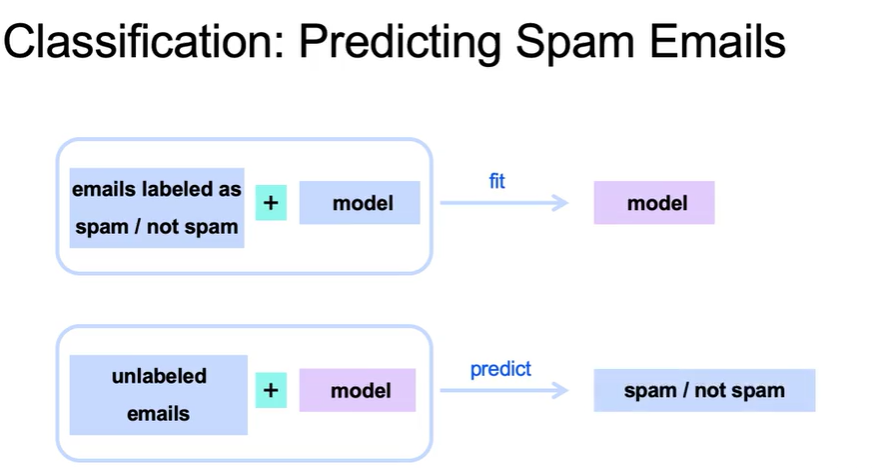 Classification: Predicting Spam Emails
emails labeled as
spam / not spam
+
model
fit
model
unlabeled
emails
+
model
predict
spam / not spam